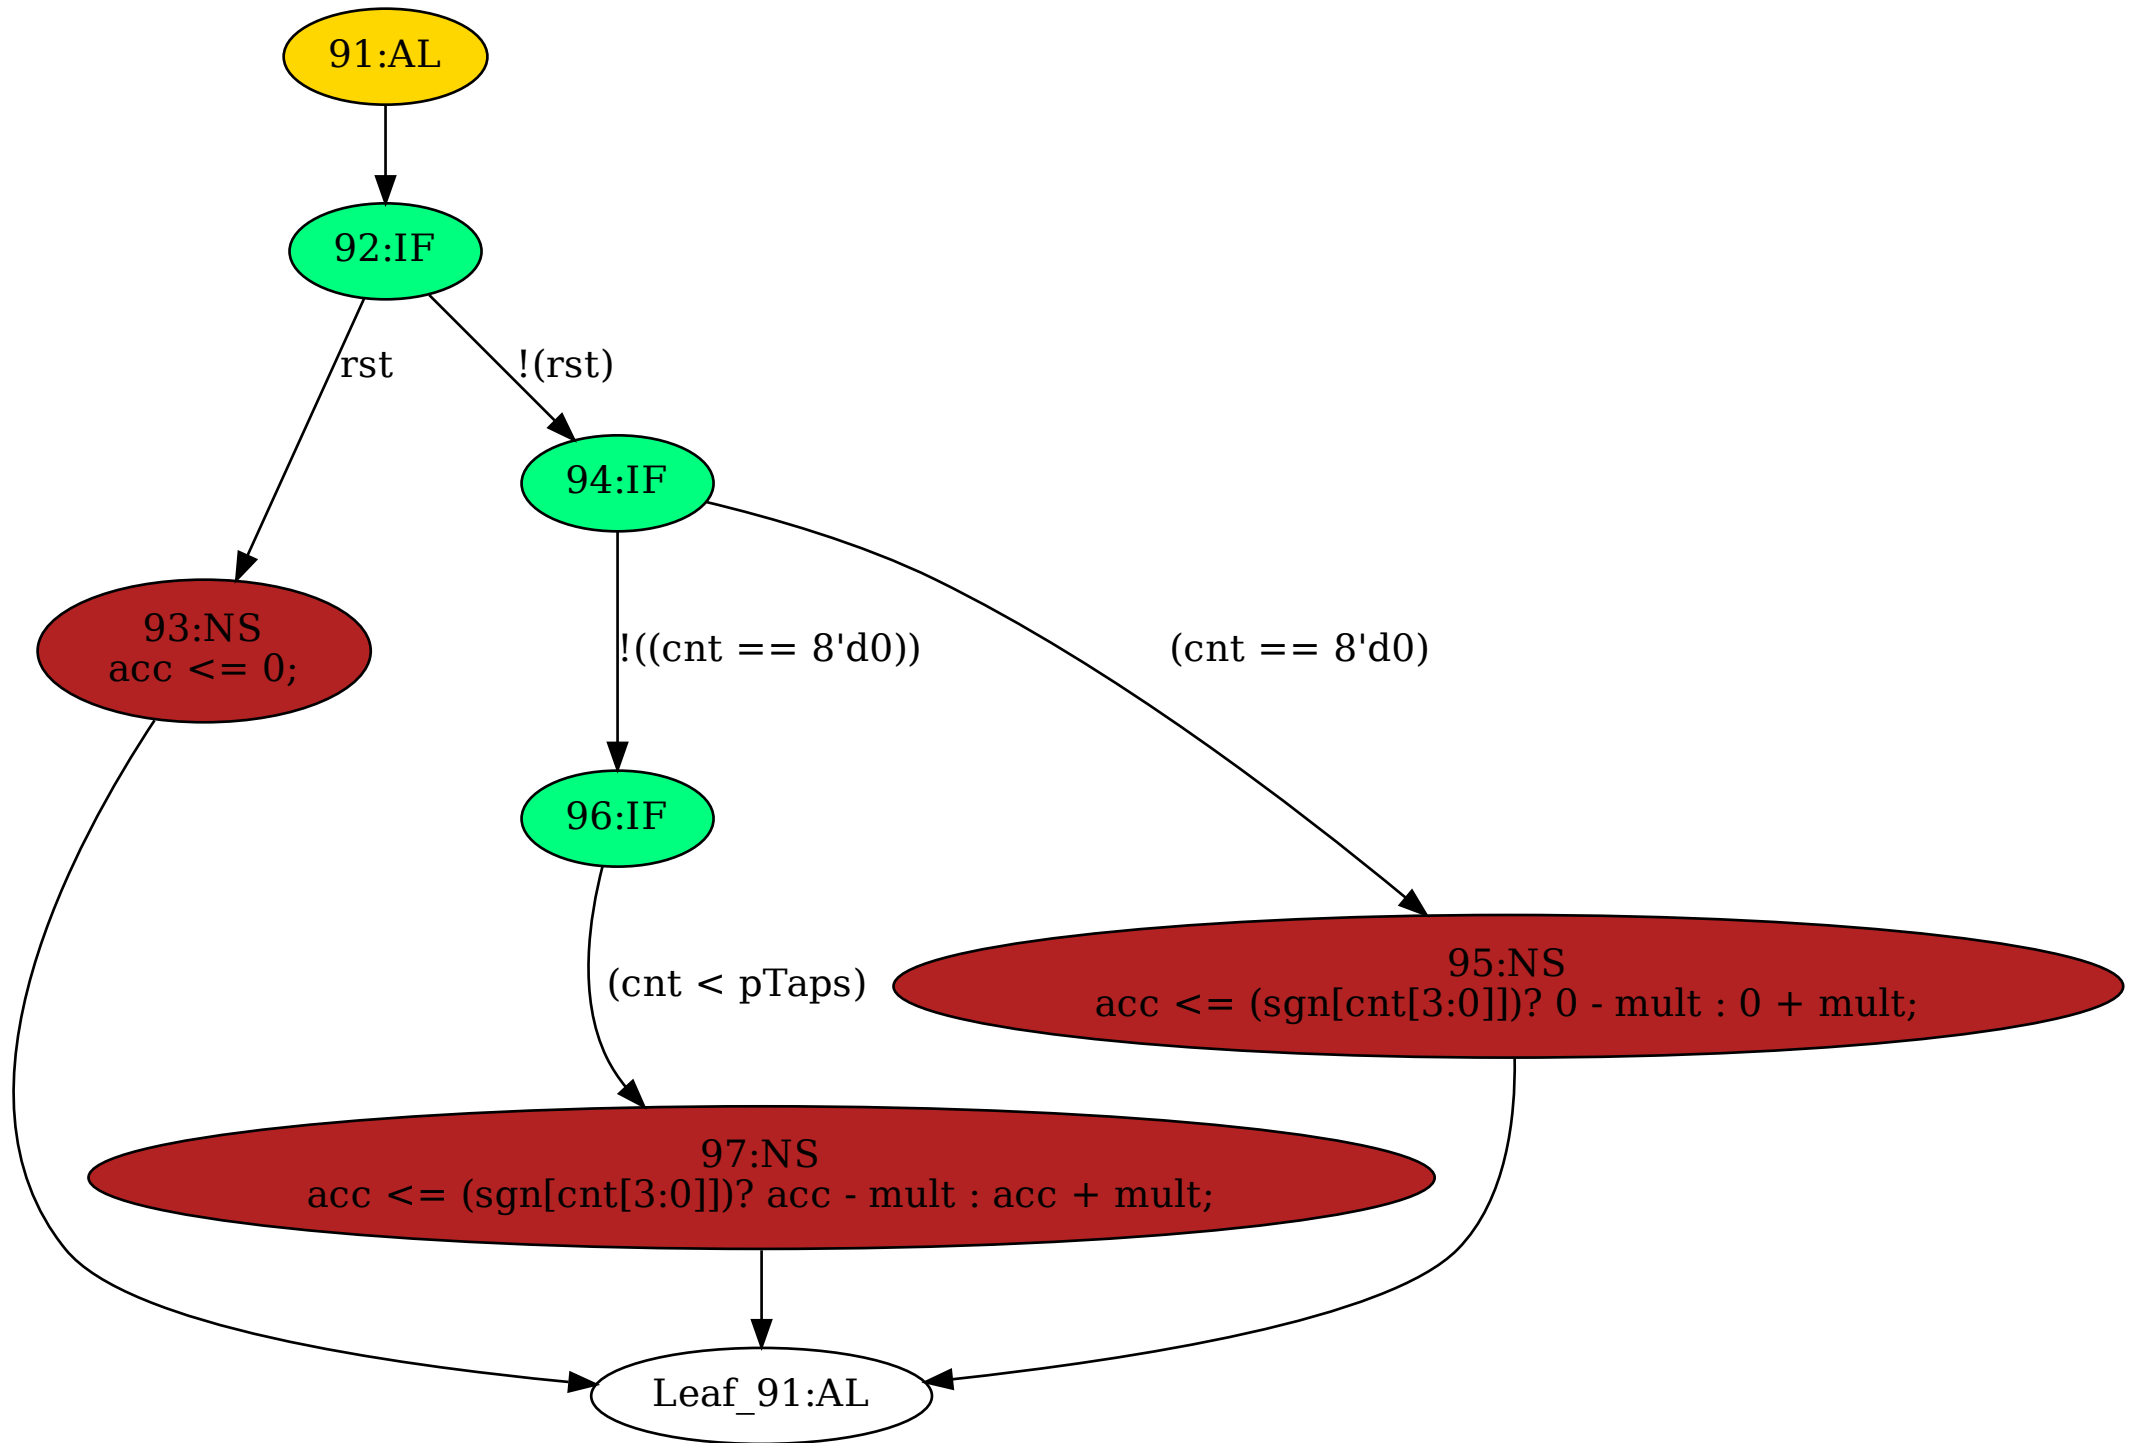 91:AL
92:IF
rst
!(rst)
94:IF
93:NS
acc <= 0;
!((cnt == 8'd0))
(cnt == 8'd0)
96:IF
95:NS
acc <= (sgn[cnt[3:0]])? 0 - mult : 0 + mult;
(cnt < pTaps)
97:NS
acc <= (sgn[cnt[3:0]])? acc - mult : acc + mult;
Leaf_91:AL